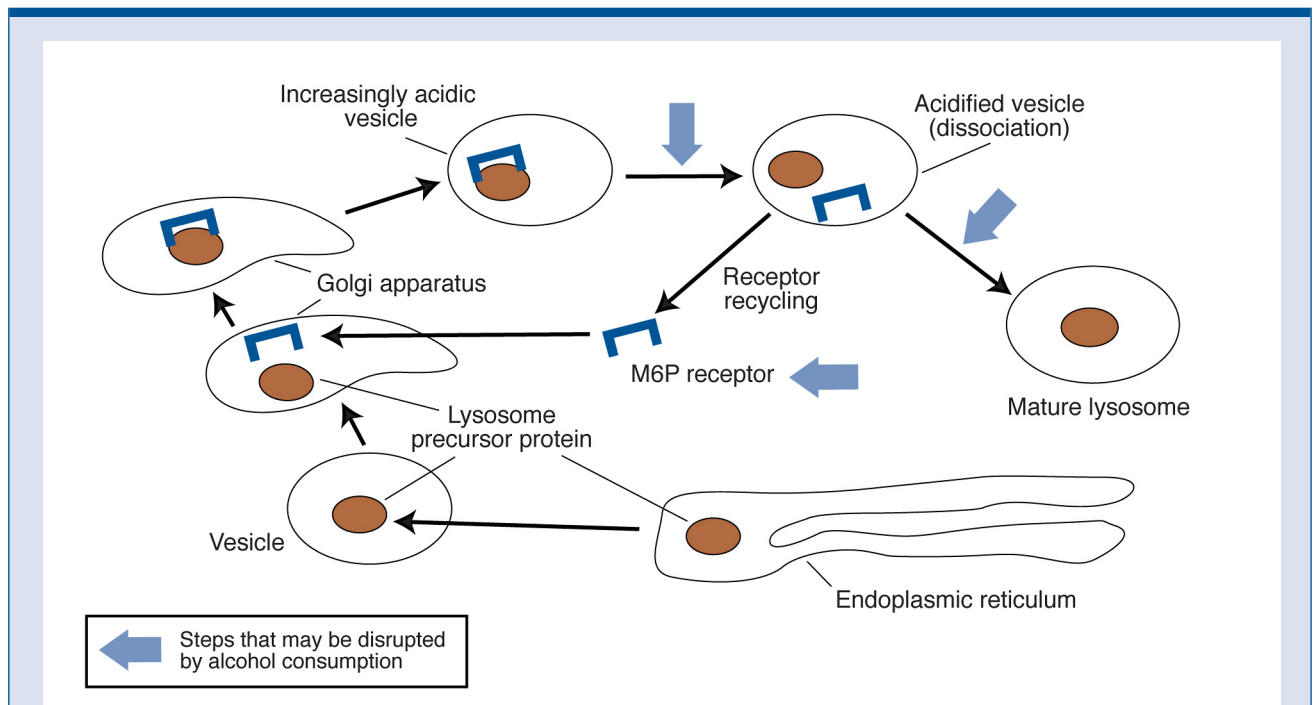 Increasingly acidic
vesicle
Acidified vesicle
(dissociation)
Golgi apparatus
Receptor
recycling
M6P receptor
Mature lysosome
Lysosome
precursor protein
Vesicle
Endoplasmic reticulum
Steps that may be disrupted
by alcohol consumption